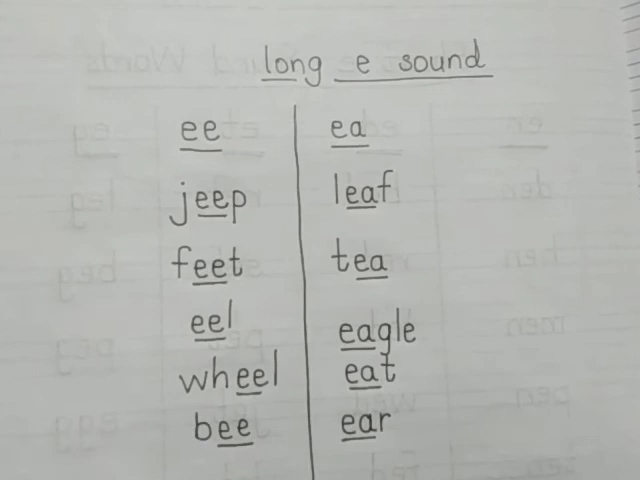 long e sound
ee ea
jeep leaf
feet tea
eel eagle
wheel eat
bee ear